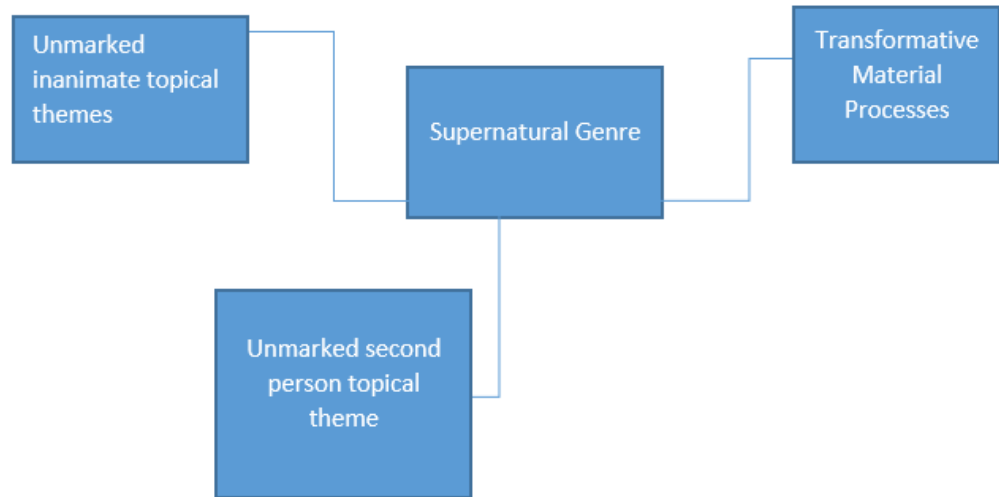 Unmarked
inanimate topical
themes
Supernatural Genre
Transformative
Material
Processes
Unmarked second
person topical
theme